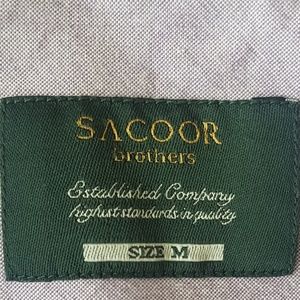 SACOOR
brothers
Established Company
highest standards in quality
SIZE M